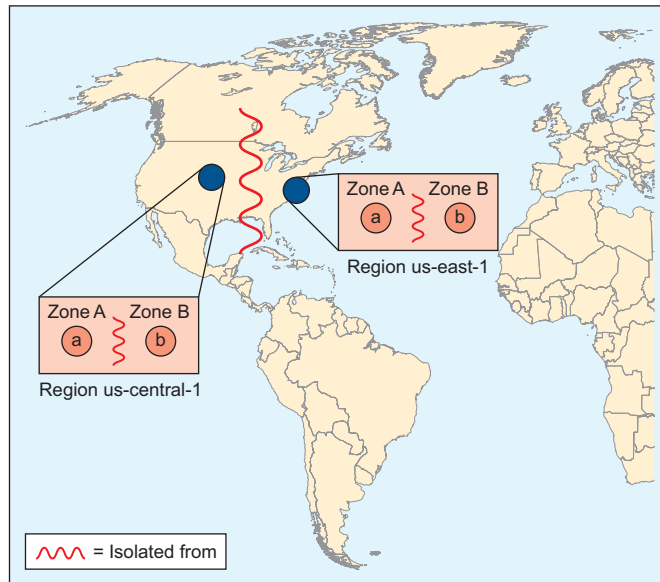 Zone A Zone B
a b
Region us-east-1
Zone A Zone B
a b
Region us-central-1
= Isolated from